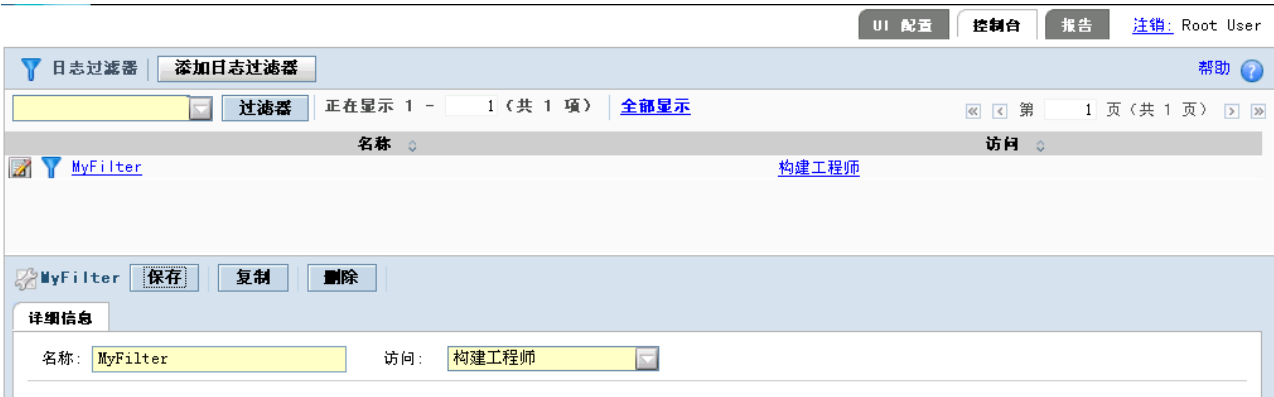 UI 配置 控制台 报告 注销: Root User
日志过滤器 添加日志过滤器 帮助 ?
过滤器 正在显示 1 - 1 (共 1 项) 全部显示 第 1 页 (共 1 页)
名称 访问
MyFilter 构建工程师
MyFilter 保存 复制 删除
详细信息
名称: MyFilter 访问: 构建工程师